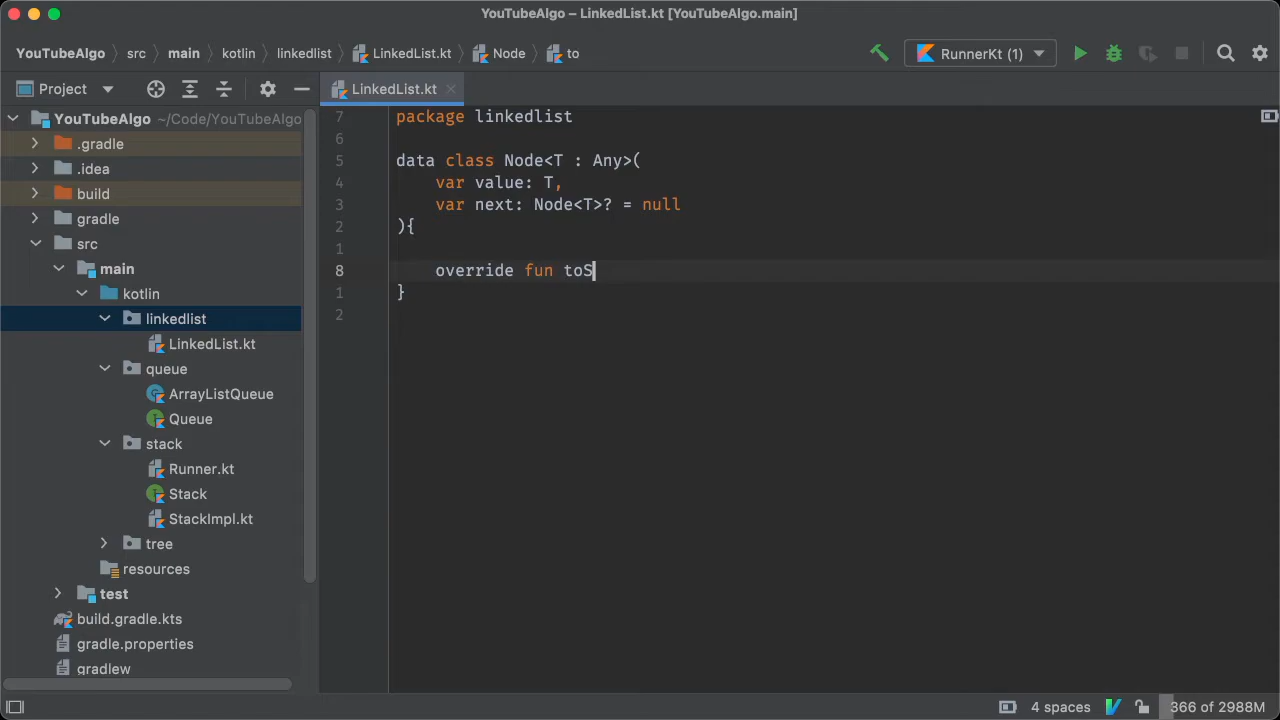 YouTubeAlgo – LinkedList.kt [YouTubeAlgo.main]
YouTubeAlgo src main kotlin linkedlist LinkedList.kt Node to RunnerKt (1)
Project LinkedList.kt
YouTubeAlgo ~/Code/YouTubeAlgo
.gradle
.idea
build
gradle
src
main
kotlin
linkedlist
LinkedList.kt
queue
ArrayListQueue
Queue
stack
Runner.kt
Stack
StackImpl.kt
tree
resources
test
build.gradle.kts
gradle.properties
gradlew
7 package linkedlist
6
5 data class Node<T : Any>(
4 var value: T,
3 var next: Node<T>? = null
2 ){
1
8 override fun toS
1 }
2
4 spaces 366 of 2988M